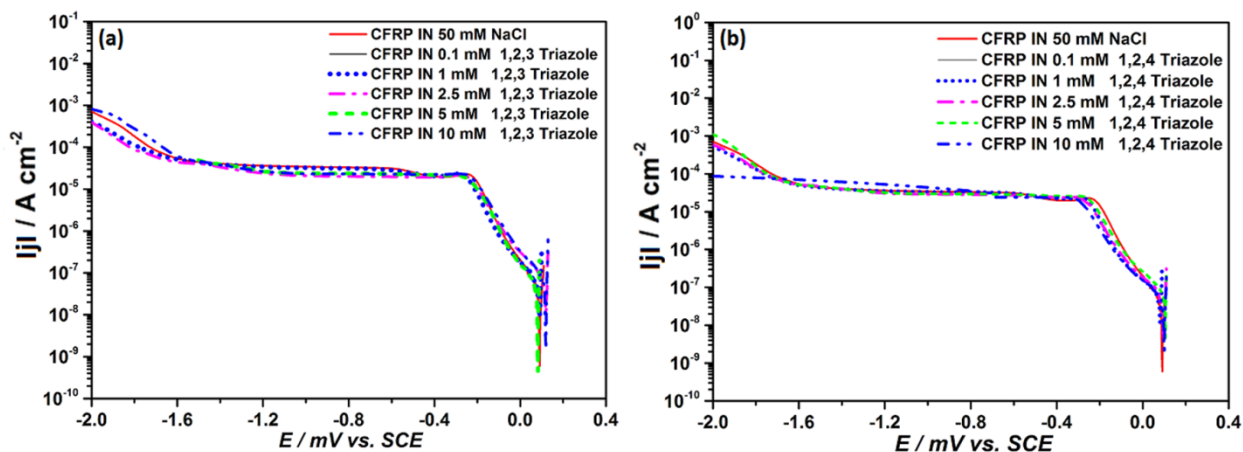 (a)
CFRP IN 50 mM NaCl
CFRP IN 0.1 mM 1,2,3 Triazole
CFRP IN 1 mM 1,2,3 Triazole
CFRP IN 2.5 mM 1,2,3 Triazole
CFRP IN 5 mM 1,2,3 Triazole
CFRP IN 10 mM 1,2,3 Triazole
IjI / A cm-2
10-1
10-2
10-3
10-4
10-5
10-6
10-7
10-8
10-9
10-10
-2.0 -1.6 -1.2 -0.8 -0.4 0.0 0.4
E / mV vs. SCE
(b)
CFRP IN 50 mM NaCl
CFRP IN 0.1 mM 1,2,4 Triazole
CFRP IN 1 mM 1,2,4 Triazole
CFRP IN 2.5 mM 1,2,4 Triazole
CFRP IN 5 mM 1,2,4 Triazole
CFRP IN 10 mM 1,2,4 Triazole
IjI / A cm-2
100
10-1
10-2
10-3
10-4
10-5
10-6
10-7
10-8
10-9
10-10
-2.0 -1.6 -1.2 -0.8 -0.4 0.0 0.4
E / mV vs. SCE